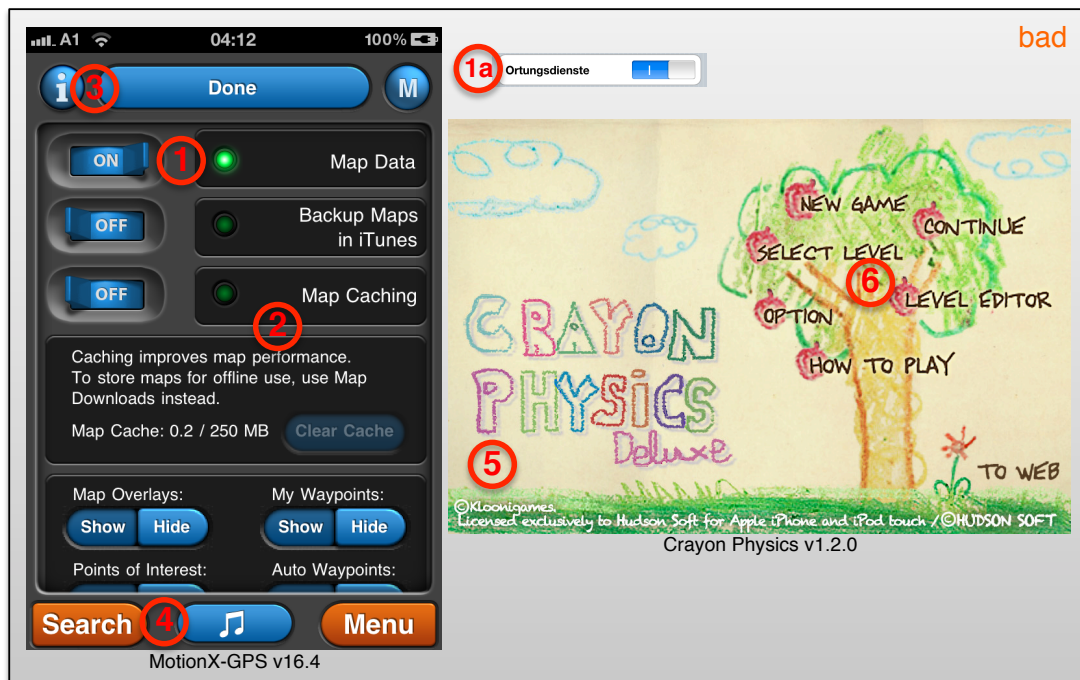 bad
A1 04:12 100%
i 3 Done M
ON 1 Map Data
OFF Backup Maps
in iTunes
OFF Map Caching
2
Caching improves map performance.
To store maps for offline use, use Map
Downloads instead.
Map Cache: 0.2 / 250 MB Clear Cache
Map Overlays: My Waypoints:
Show Hide Show Hide
Points of Interest: Auto Waypoints:
Search 4 Menu
MotionX-GPS v16.4
1a Ortungsdienste I
NEW GAME
CONTINUE
SELECT LEVEL
6
LEVEL EDITOR
OPTION
HOW TO PLAY
CRAYON
PHYSICS
Deluxe
5
TO WEB
©Kloonigames.
Licensed exclusively to Hudson Soft for Apple iPhone and iPod touch /©HUDSON SOFT
Crayon Physics v1.2.0